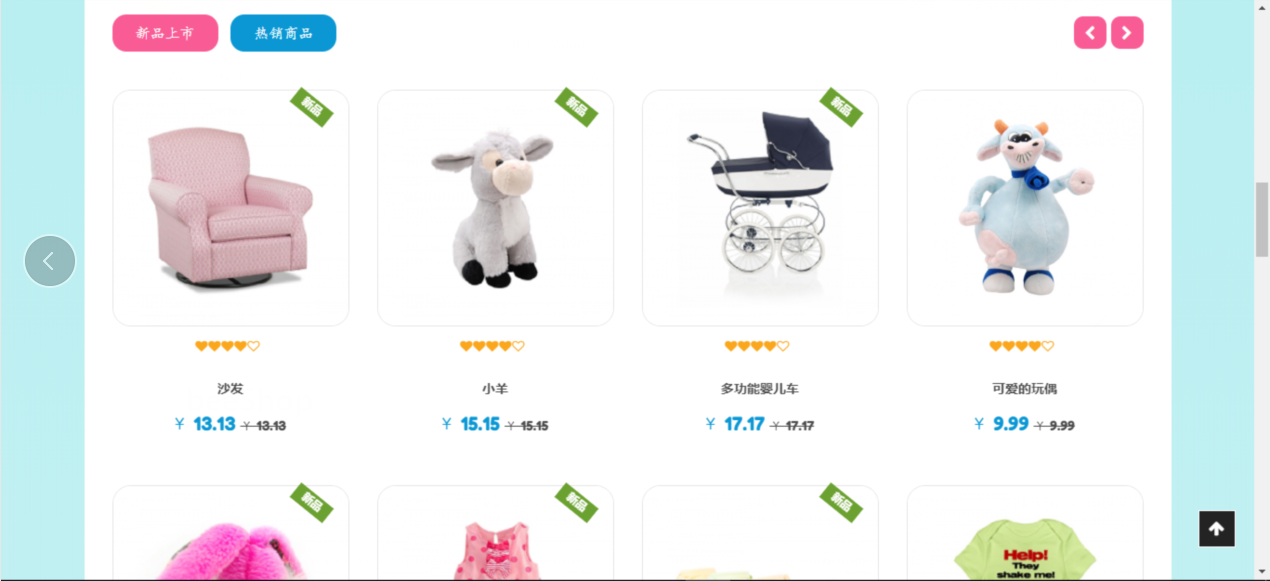 新品上市 热销商品
新品 新品 新品
沙发 小羊 多功能婴儿车 可爱的玩偶
￥ 13.13 ￥ 13.13 ￥ 15.15 ￥ 15.15 ￥ 17.17 ￥ 17.17 ￥ 9.99 ￥ 9.99
新品 新品 新品
Help!
They
shake me!